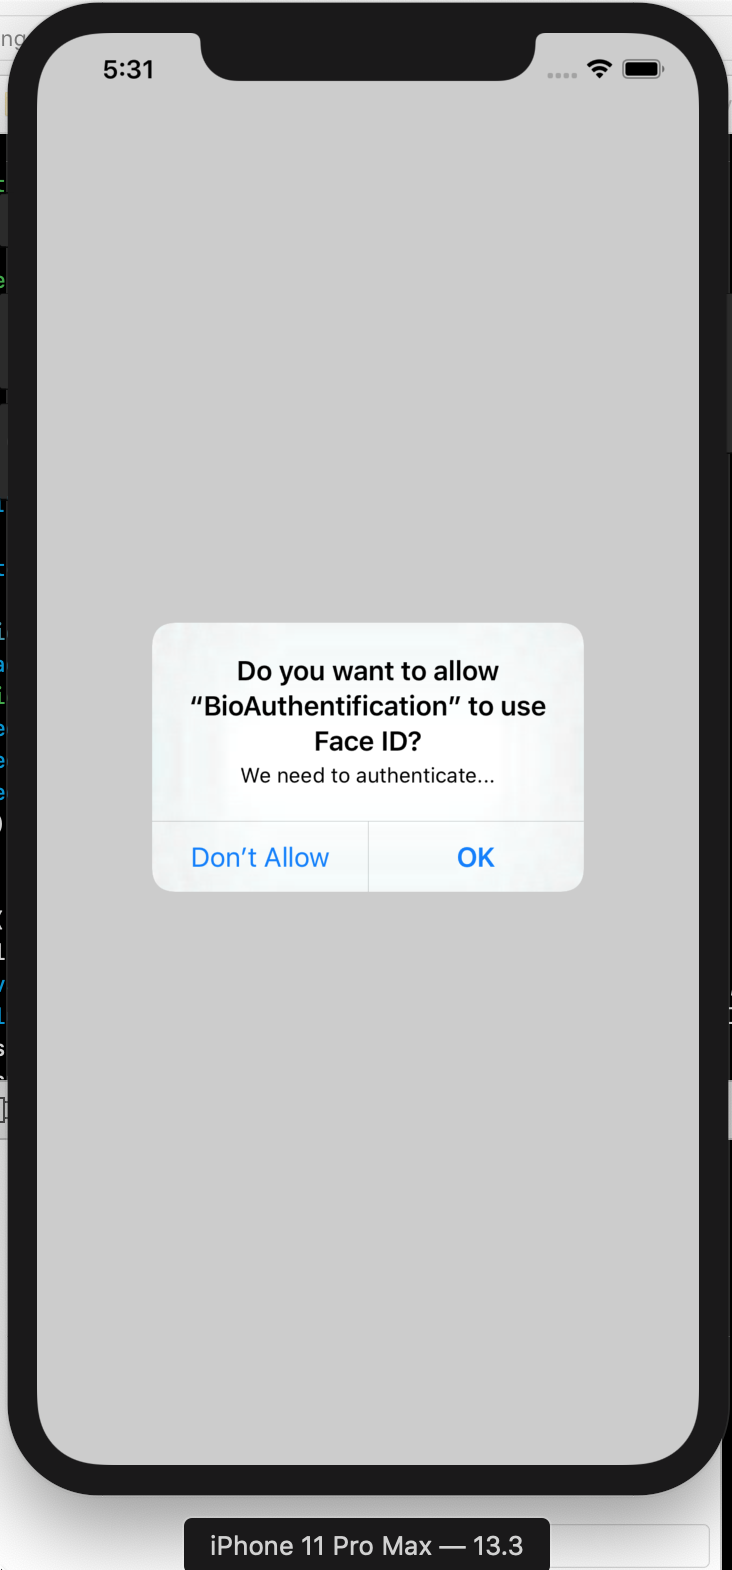 5:31
Do you want to allow
“BioAuthentification” to use
Face ID?
We need to authenticate...
Don’t Allow
OK
iPhone 11 Pro Max — 13.3